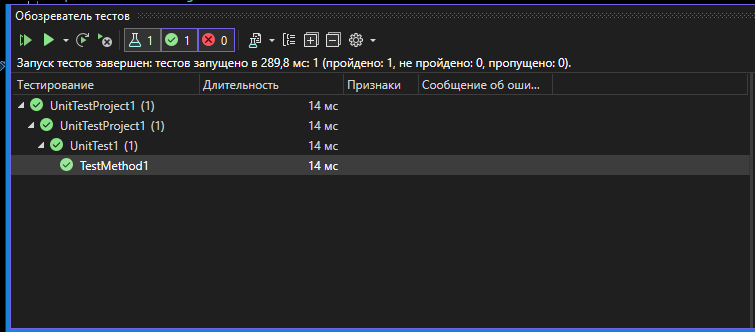 Обозреватель тестов
1 1 0
Запуск тестов завершен: тестов запущено в 289,8 мс: 1 (пройдено: 1, не пройдено: 0, пропущено: 0).
Тестирование Длительность Признаки Сообщение об оши...
UnitTestProject1 (1) 14 мс
UnitTestProject1 (1) 14 мс
UnitTest1 (1) 14 мс
TestMethod1 14 мс